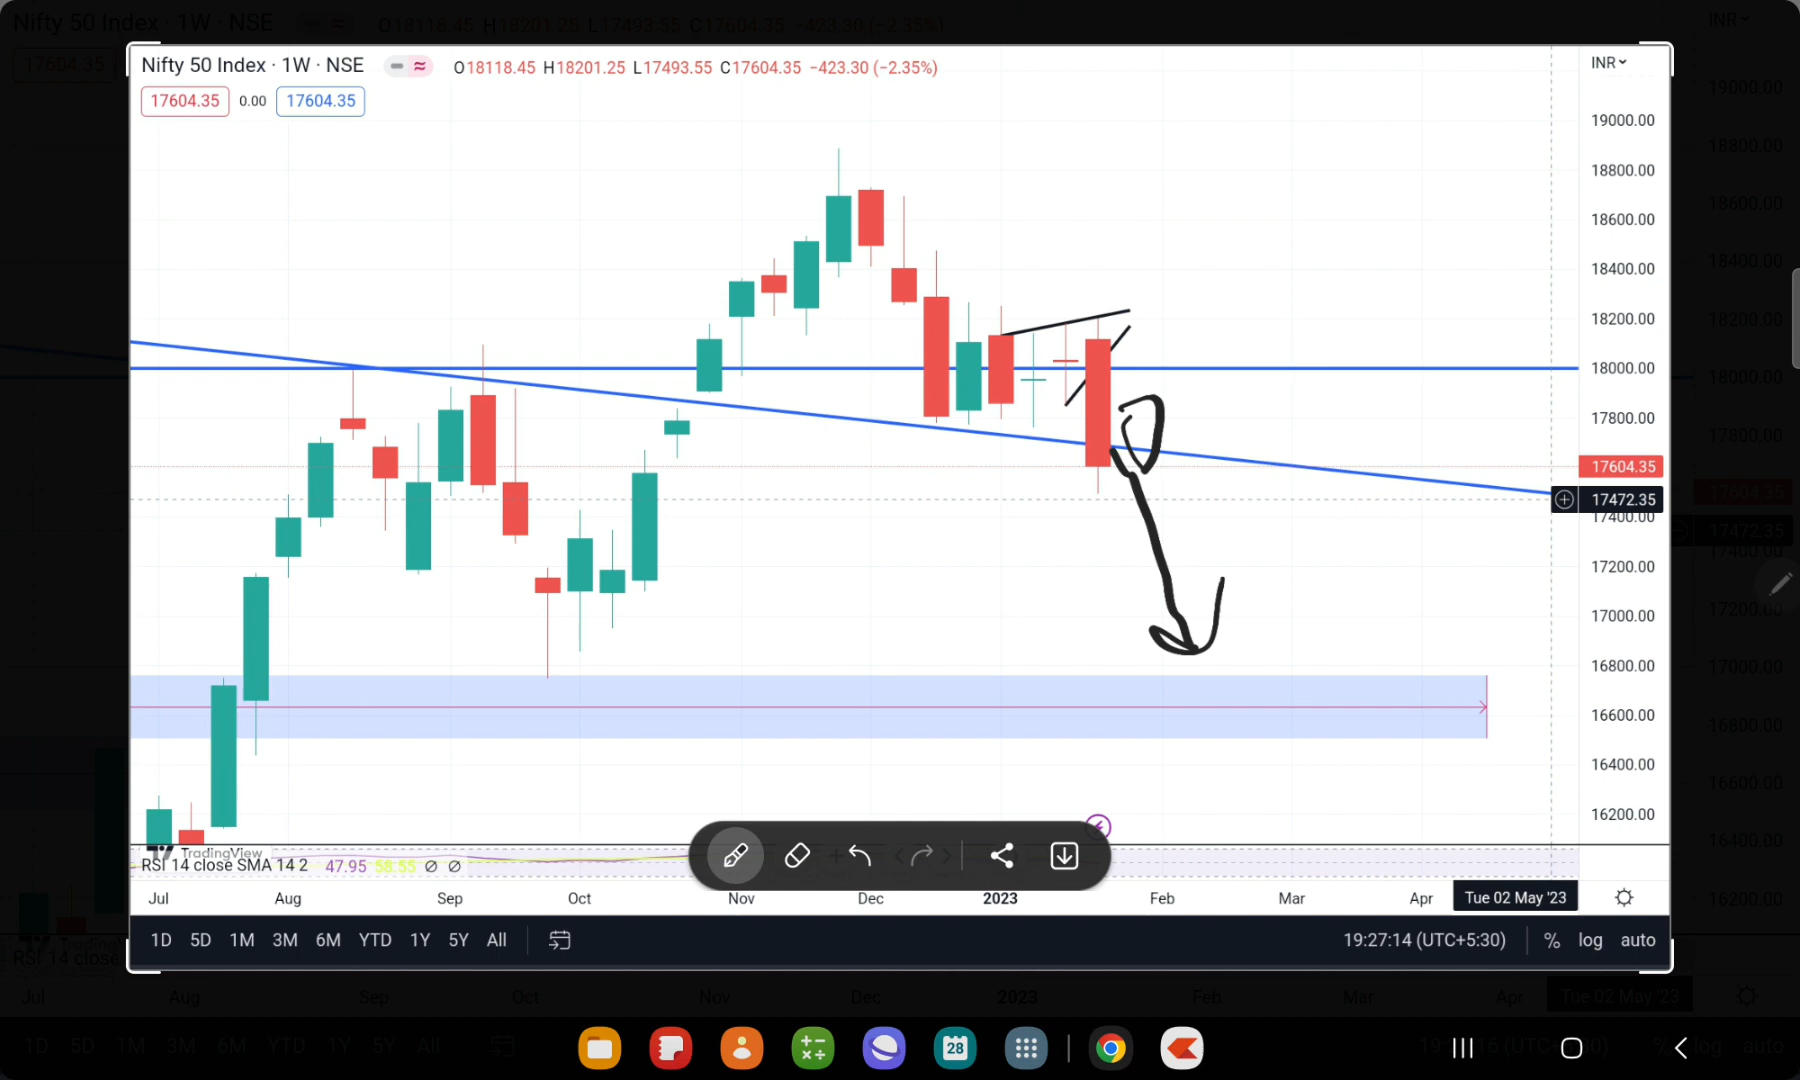 Nifty 50 Index · 1W · NSE
O18118.45 H18201.25 L17493.55 C17604.35 −423.30 (−2.35%)
INR
17604.35 0.00 17604.35
19000.00
18800.00
18600.00
18400.00
18200.00
18000.00
17800.00
17604.35
17472.35
17400.00
17200.00
17000.00
16800.00
16600.00
16400.00
16200.00
TradingView
RSI 14 close SMA 14 2 47.95 58.55 ∅ ∅
Jul Aug Sep Oct Nov Dec 2023 Feb Mar Apr Tue 02 May '23
1D 5D 1M 3M 6M YTD 1Y 5Y All
19:27:14 (UTC+5:30) % log auto
28